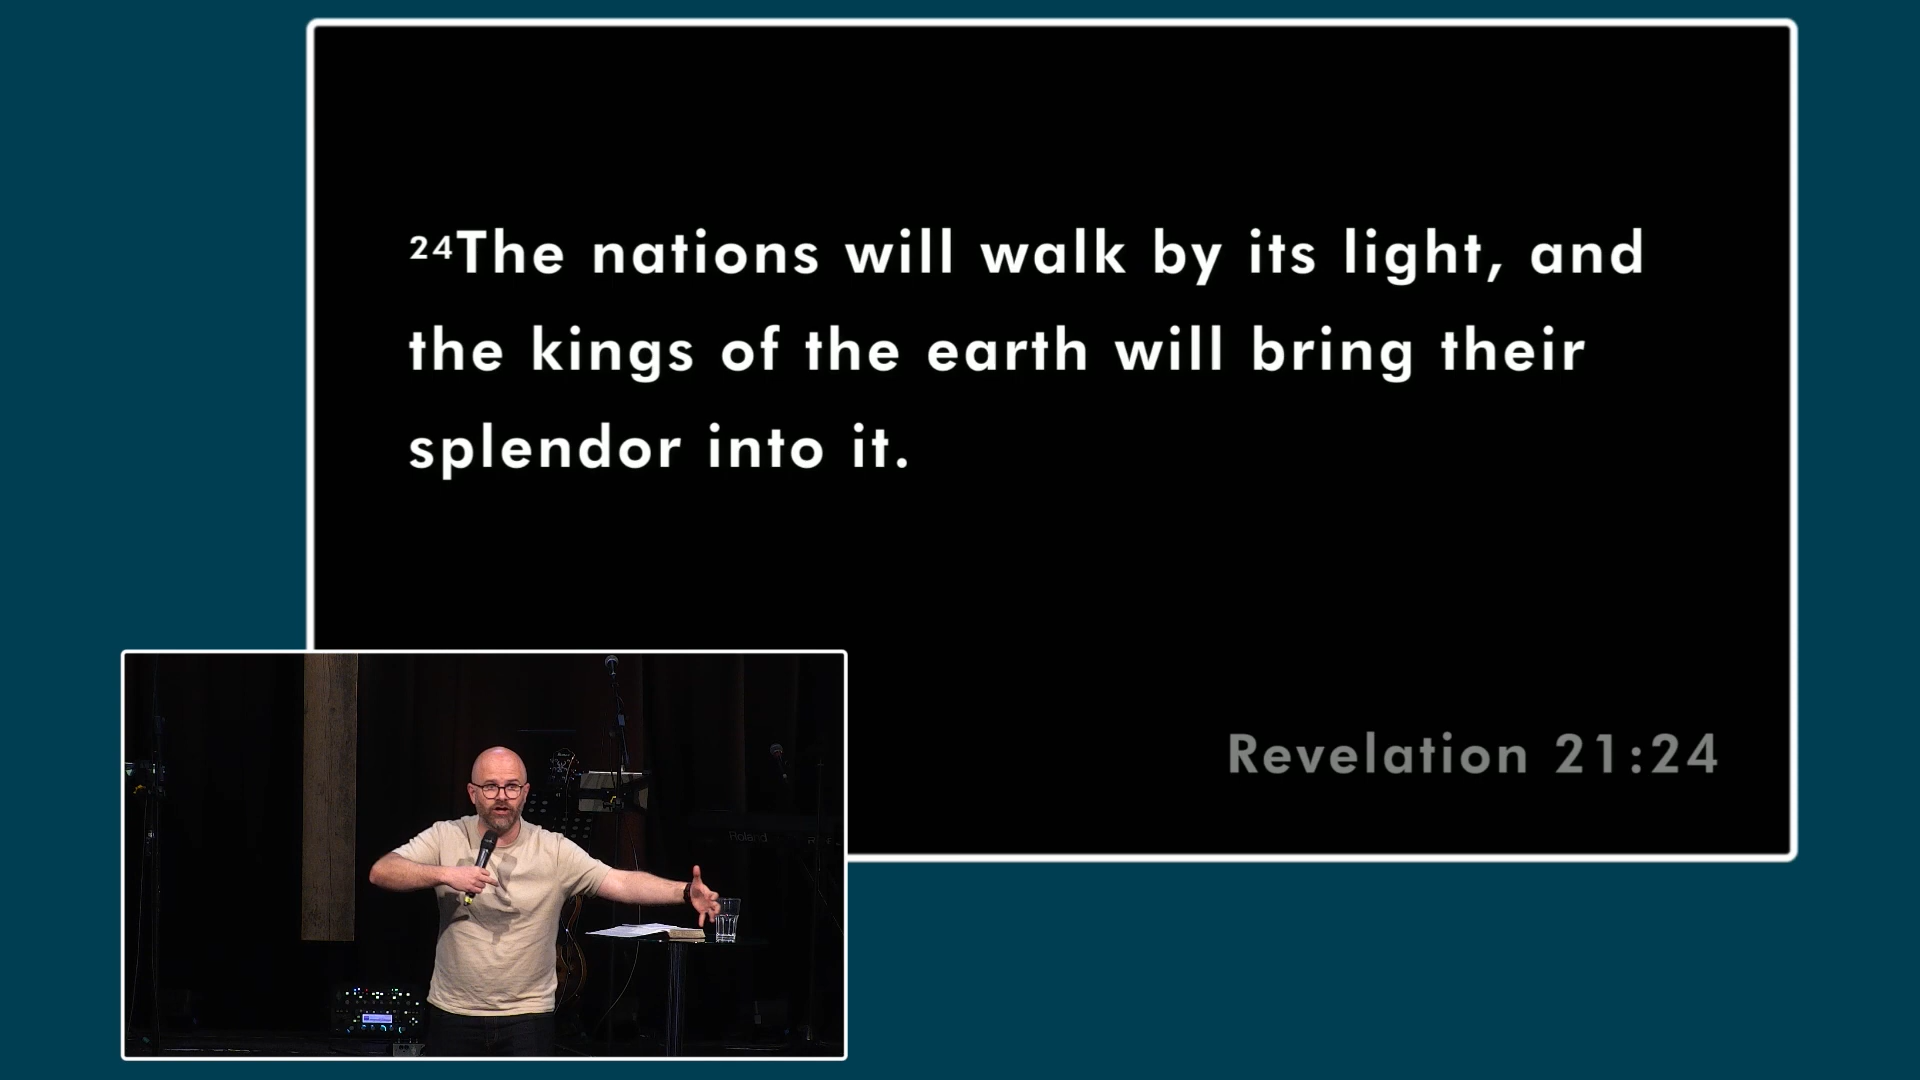 ²⁴The nations will walk by its light, and
the kings of the earth will bring their
splendor into it.
Revelation 21:24
Roland